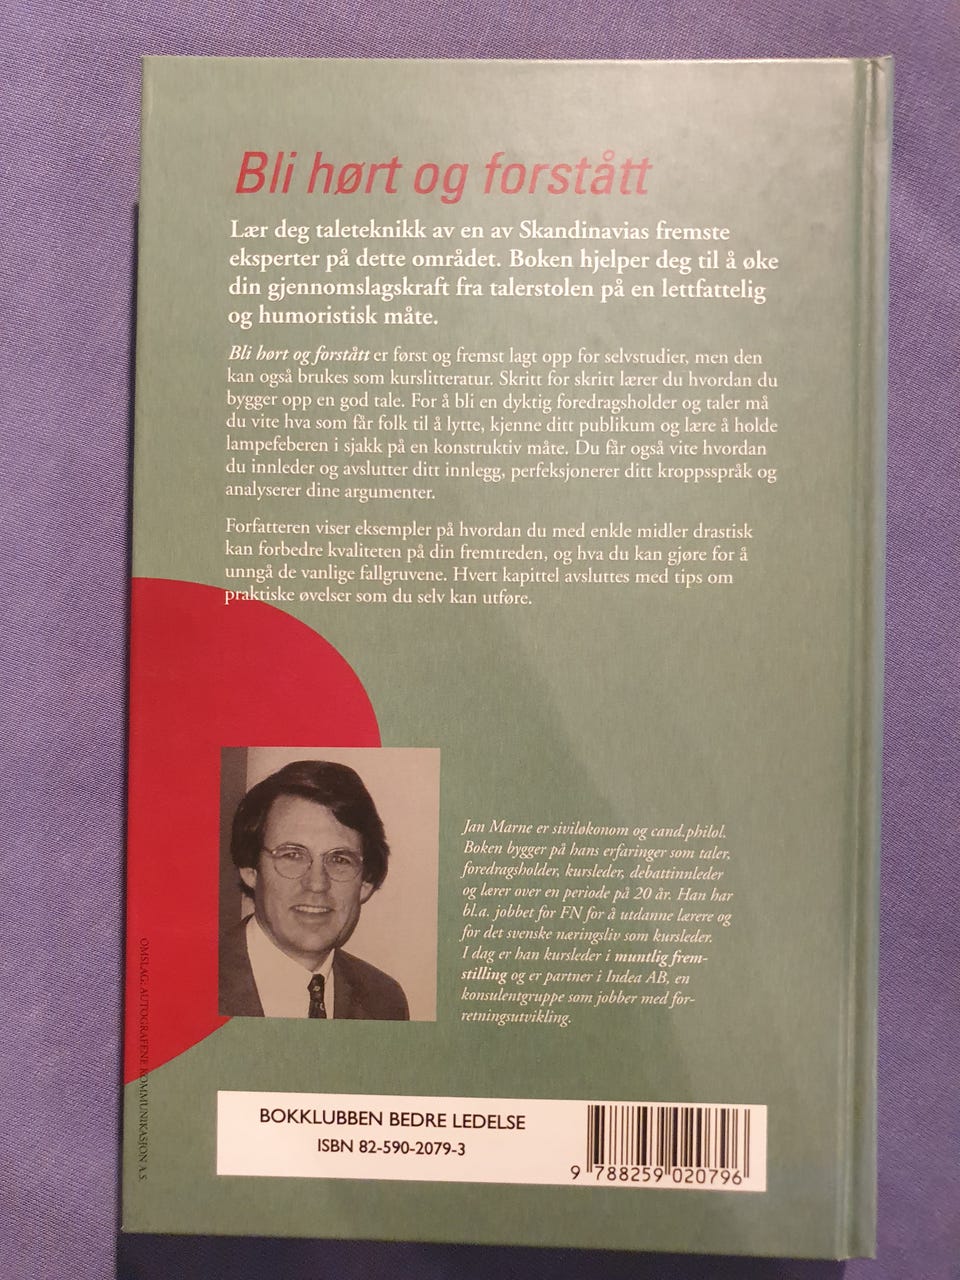 Bli hørt og forstått
Lær deg taleteknikk av en av Skandinavias fremste
eksperter på dette området. Boken hjelper deg til å øke
din gjennomslagskraft fra talerstolen på en lettfattelig
og humoristisk måte.
Bli hørt og forstått er først og fremst lagt opp for selvstudier, men den
kan også brukes som kurslitteratur. Skritt for skritt lærer du hvordan du
bygger opp en god tale. For å bli en dyktig foredragsholder og taler må
du vite hva som får folk til å lytte, kjenne ditt publikum og lære å holde
lampefeberen i sjakk på en konstruktiv måte. Du får også vite hvordan
du innleder og avslutter ditt innlegg, perfeksjonerer ditt kroppsspråk og
analyserer dine argumenter.
Forfatteren viser eksempler på hvordan du med enkle midler drastisk
kan forbedre kvaliteten på din fremtreden, og hva du kan gjøre for å
unngå de vanlige fallgruvene. Hvert kapittel avsluttes med tips om
praktiske øvelser som du selv kan utføre.
Jan Marne er siviløkonom og cand.philol.
Boken bygger på hans erfaringer som taler,
foredragsholder, kursleder, debattinnleder
og lærer over en periode på 20 år. Han har
bl.a. jobbet for FN for å utdanne lærere og
for det svenske næringsliv som kursleder.
I dag er han kursleder i muntlig frem-
stilling og er partner i Indea AB, en
konsulentgruppe som jobber med for-
retningsutvikling.
OMSLAG: AUTOGRAFENE KOMMUNIKASJON A.S.
BOKKLUBBEN BEDRE LEDELSE
ISBN 82-590-2079-3
9 788259 020796